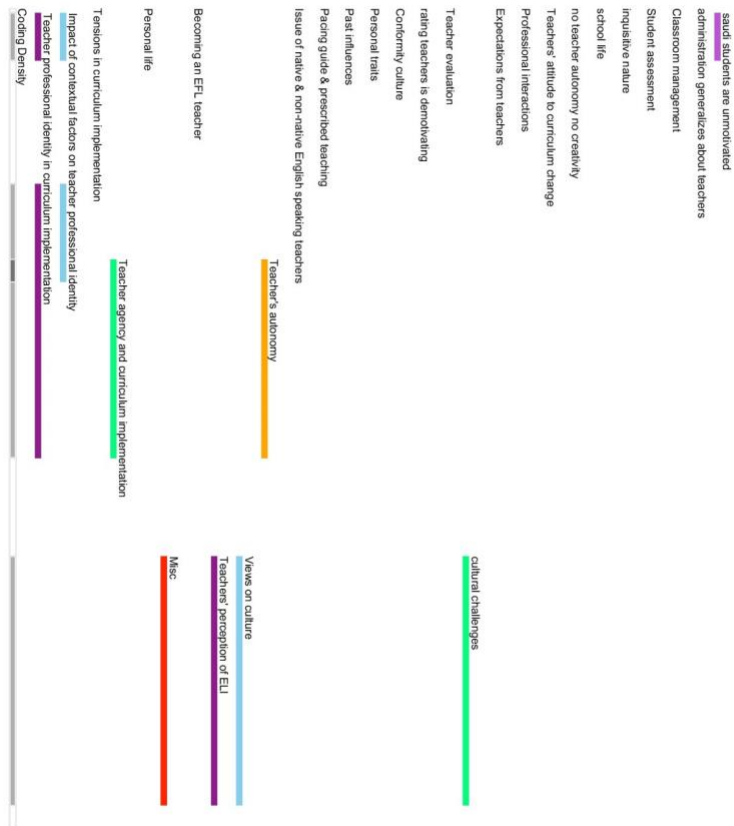 saudi students are unmotivated
administration generalizes about teachers
Classroom management
Student assessment
inquisitive nature
school life
no teacher autonomy no creativity
Teachers' attitude to curriculum change
Professional interactions
Expectations from teachers
cultural challenges
Teacher evaluation
rating teachers is demotivating
Conformity culture
Personal traits
Past influences
Pacing guide & prescribed teaching
Issue of native & non-native English speaking teachers
Teacher's autonomy
Views on culture
Teachers' perception of ELI
Becoming an EFL teacher
Misc
Personal life
Teacher agency and curriculum implementation
Tensions in curriculum implementation
Impact of contextual factors on teacher professional identity
Teacher professional identity in curriculum implementation
Coding Density